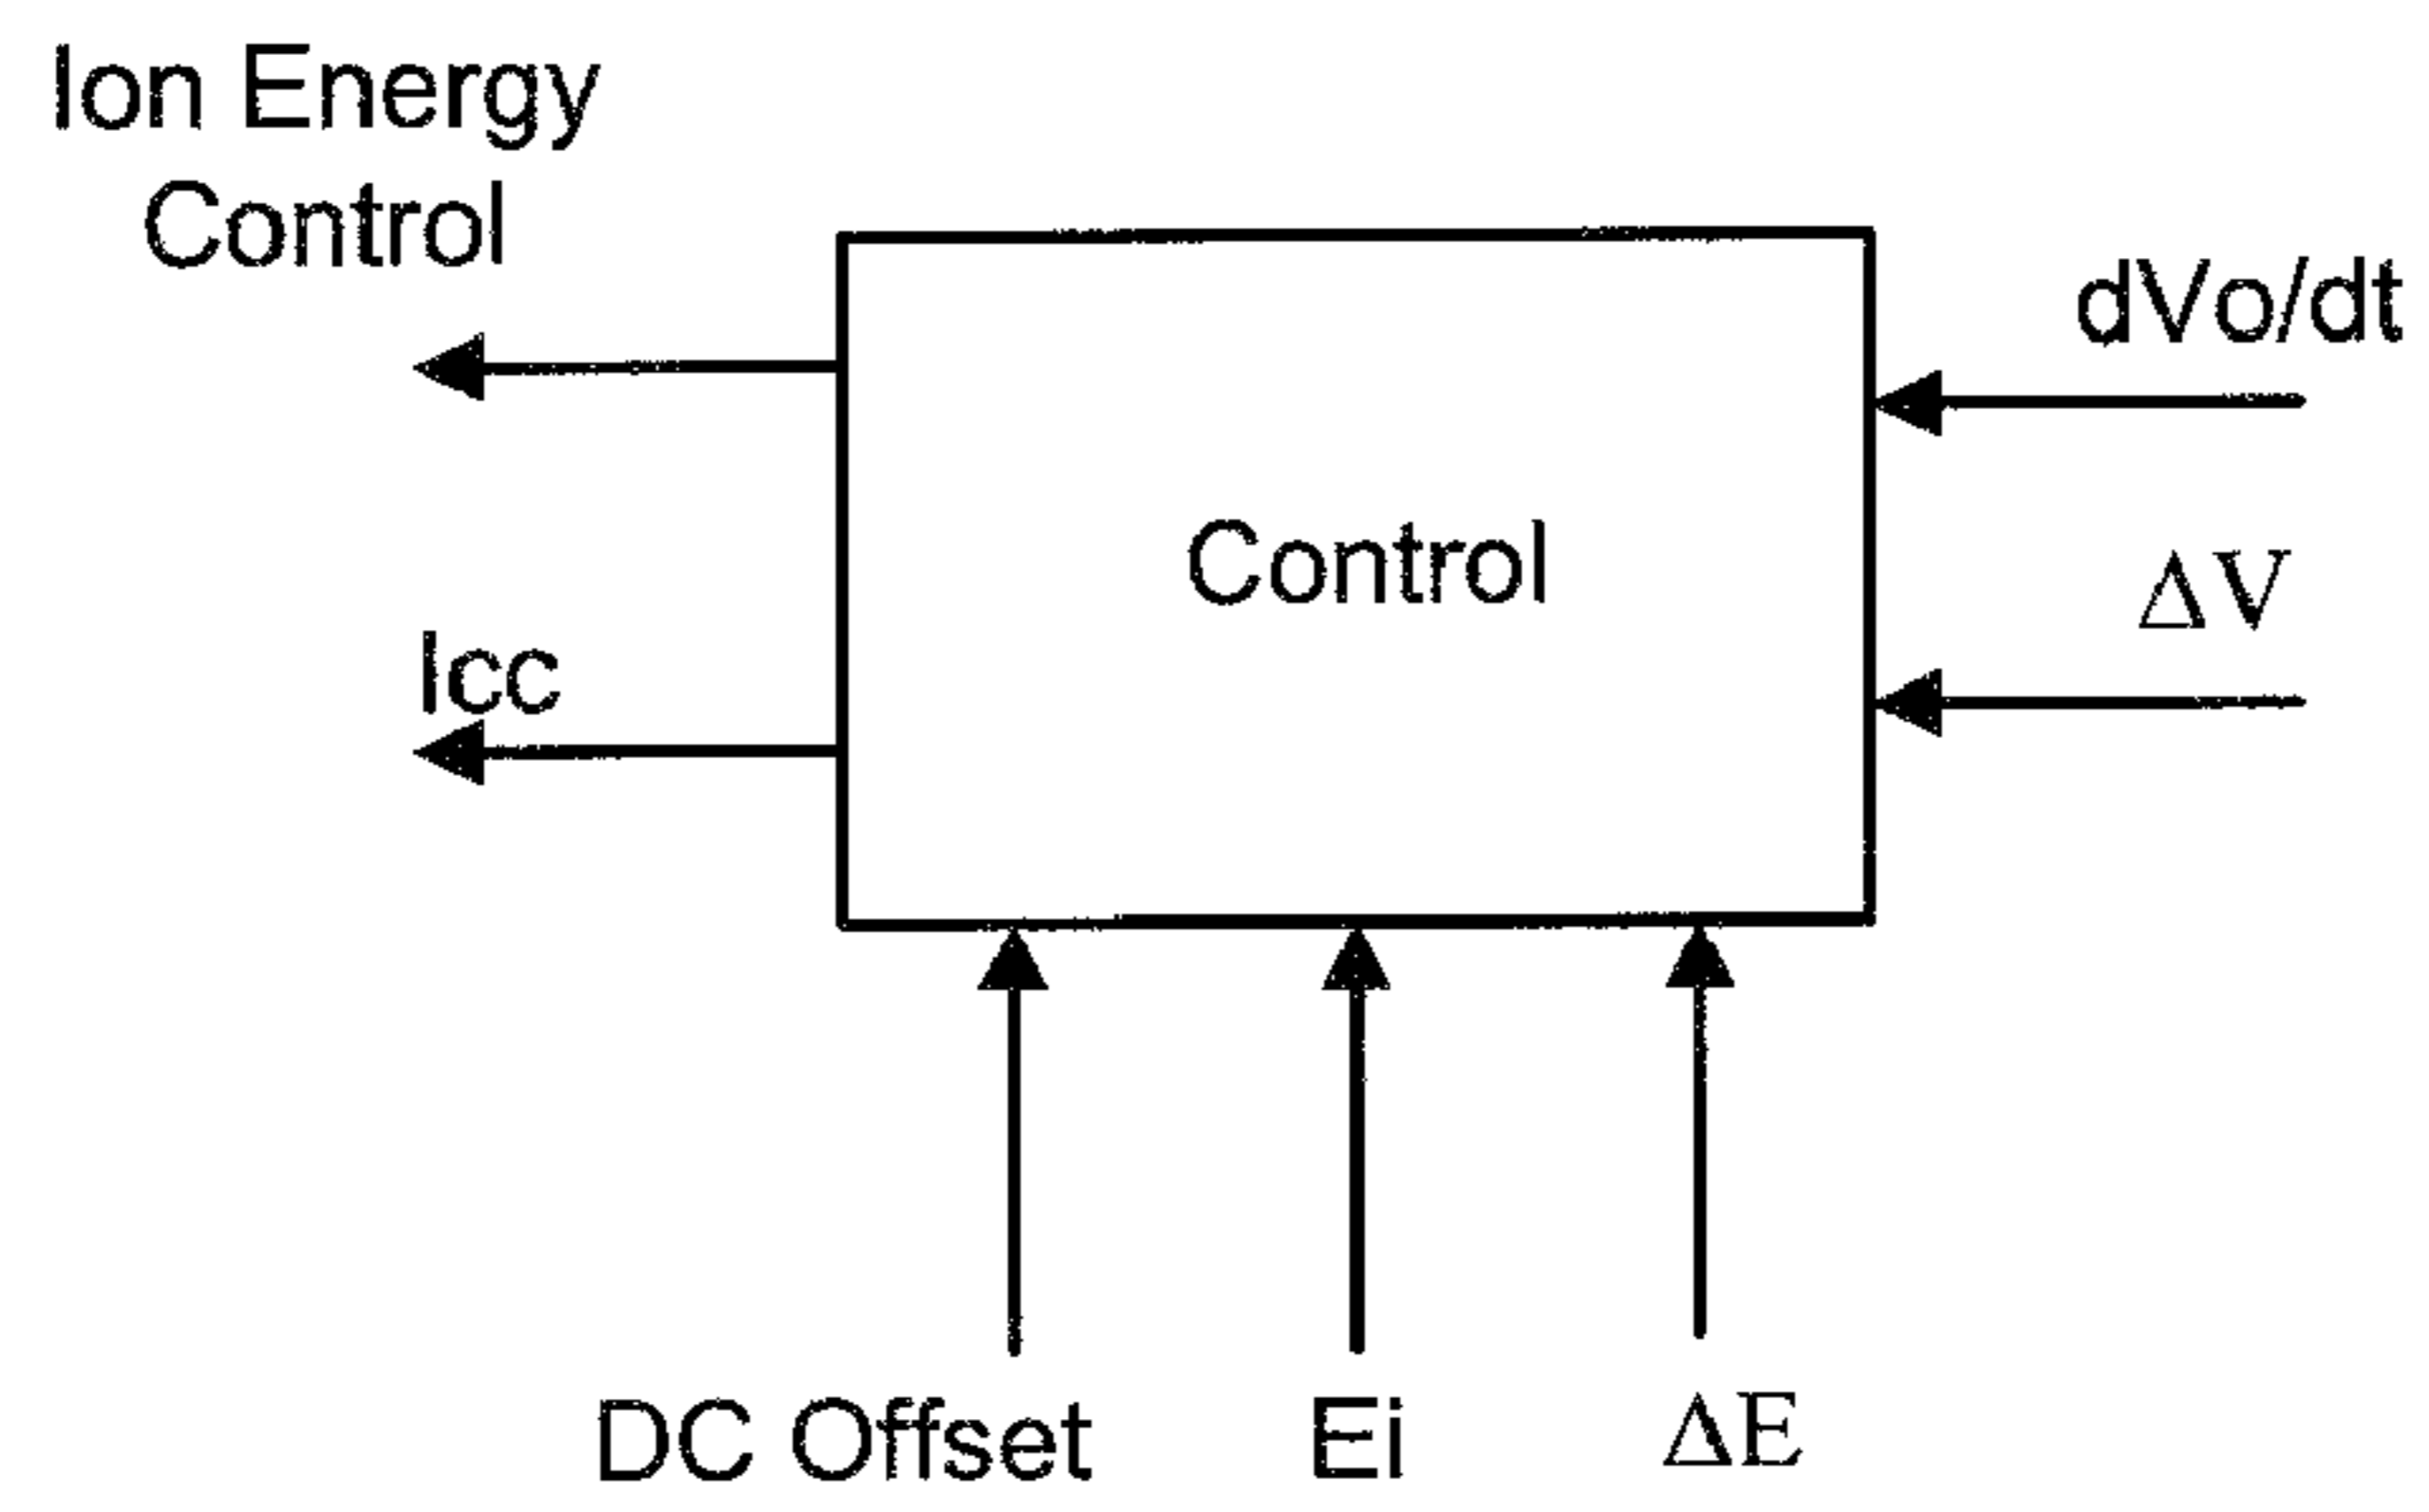 Ion Energy
Control
dVo/dt
Control
ΔV
Icc
DC Offset
Ei
ΔE